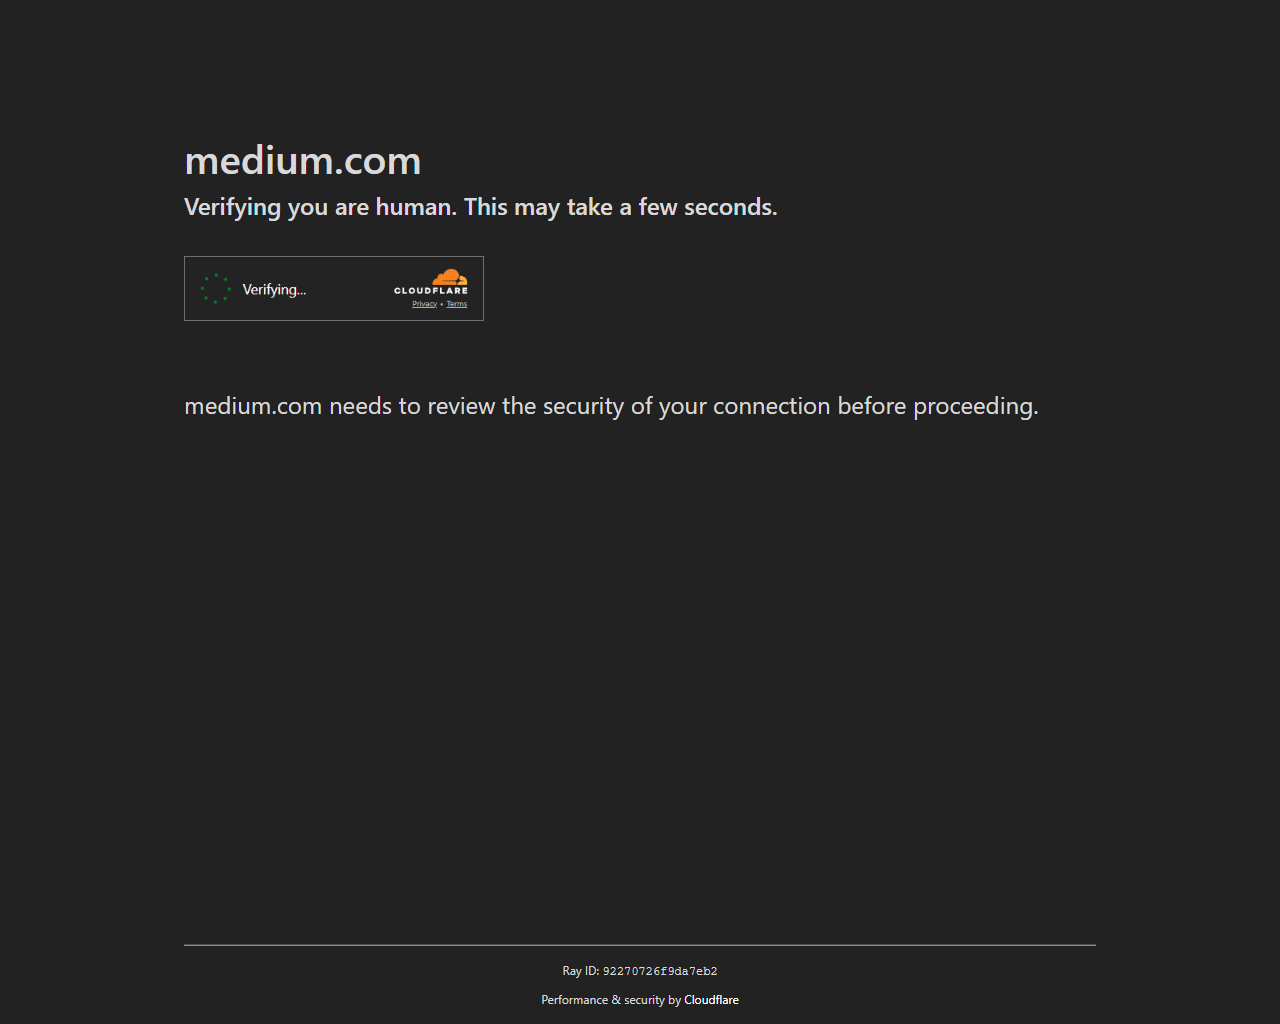 medium.com
Verifying you are human. This may take a few seconds.
Verifying...
CLOUDFLARE
Privacy • Terms
medium.com needs to review the security of your connection before proceeding.
Ray ID: 92270726f9da7eb2
Performance & security by Cloudflare